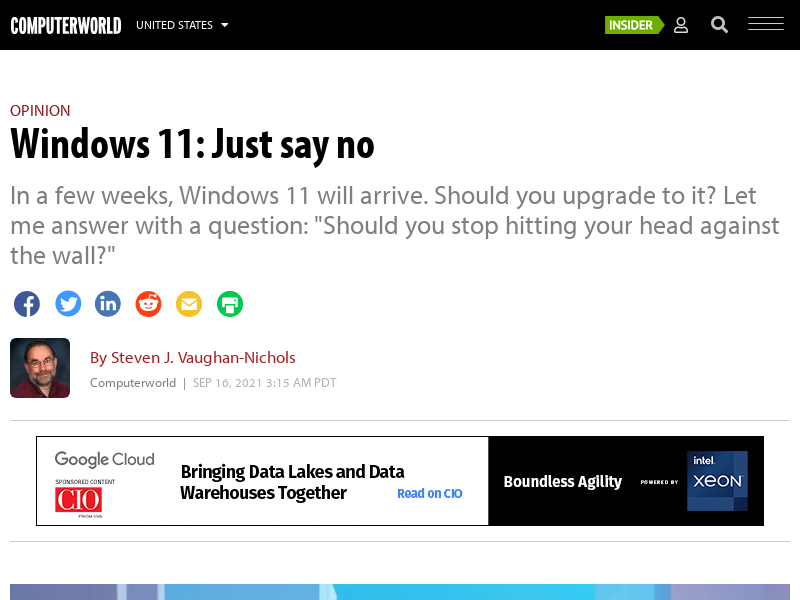 COMPUTERWORLD UNITED STATES INSIDER
OPINION
Windows 11: Just say no
In a few weeks, Windows 11 will arrive. Should you upgrade to it? Let
me answer with a question: "Should you stop hitting your head against
the wall?"
By Steven J. Vaughan-Nichols
Computerworld | SEP 16, 2021 3:15 AM PDT
Google Cloud
SPONSORED CONTENT
CIO
Bringing Data Lakes and Data
Warehouses Together
Read on CIO
Boundless Agility
POWERED BY
intel.
xeon